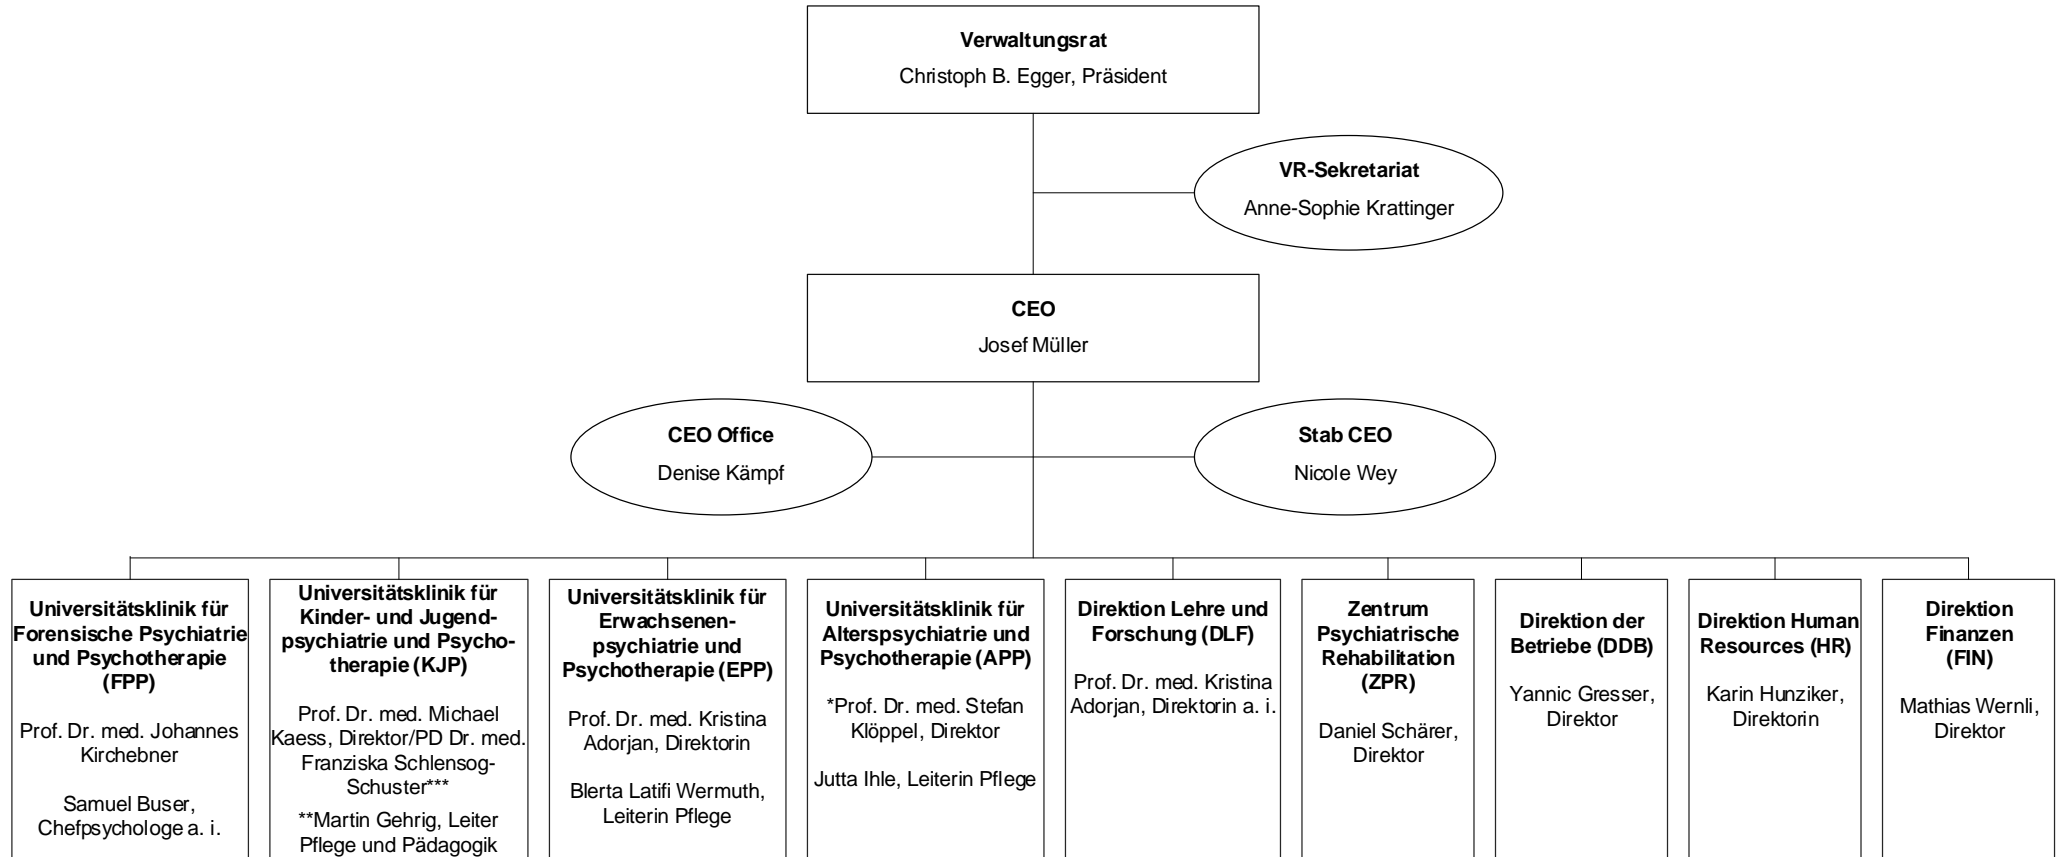 Verwaltungsrat
Christoph B. Egger, Präsident
VR-Sekretariat
Anne-Sophie Krattinger
CEO
Josef Müller
CEO Office
Denise Kämpf
Stab CEO
Nicole Wey
Universitätsklinik für
Forensische Psychiatrie
und Psychotherapie
(FPP)
Prof. Dr. med. Johannes
Kirchebner
Samuel Buser,
Chefpsychologe a. i.
Universitätsklinik für
Kinder- und Jugend-
psychiatrie und Psycho-
therapie (KJP)
Prof. Dr. med. Michael
Kaess, Direktor/PD Dr. med.
Franziska Schlensog-
Schuster***
**Martin Gehrig, Leiter
Pflege und Pädagogik
Universitätsklinik für
Erwachsenen-
psychiatrie und
Psychotherapie (EPP)
Prof. Dr. med. Kristina
Adorjan, Direktorin
Blerta Latifi Wermuth,
Leiterin Pflege
Universitätsklinik für
Alterspsychiatrie und
Psychotherapie (APP)
*Prof. Dr. med. Stefan
Klöppel, Direktor
Jutta Ihle, Leiterin Pflege
Direktion Lehre und
Forschung (DLF)
Prof. Dr. med. Kristina
Adorjan, Direktorin a. i.
Zentrum
Psychiatrische
Rehabilitation
(ZPR)
Daniel Schärer,
Direktor
Direktion der
Betriebe (DDB)
Yannic Gresser,
Direktor
Direktion Human
Resources (HR)
Karin Hunziker,
Direktorin
Direktion
Finanzen
(FIN)
Mathias Wernli,
Direktor